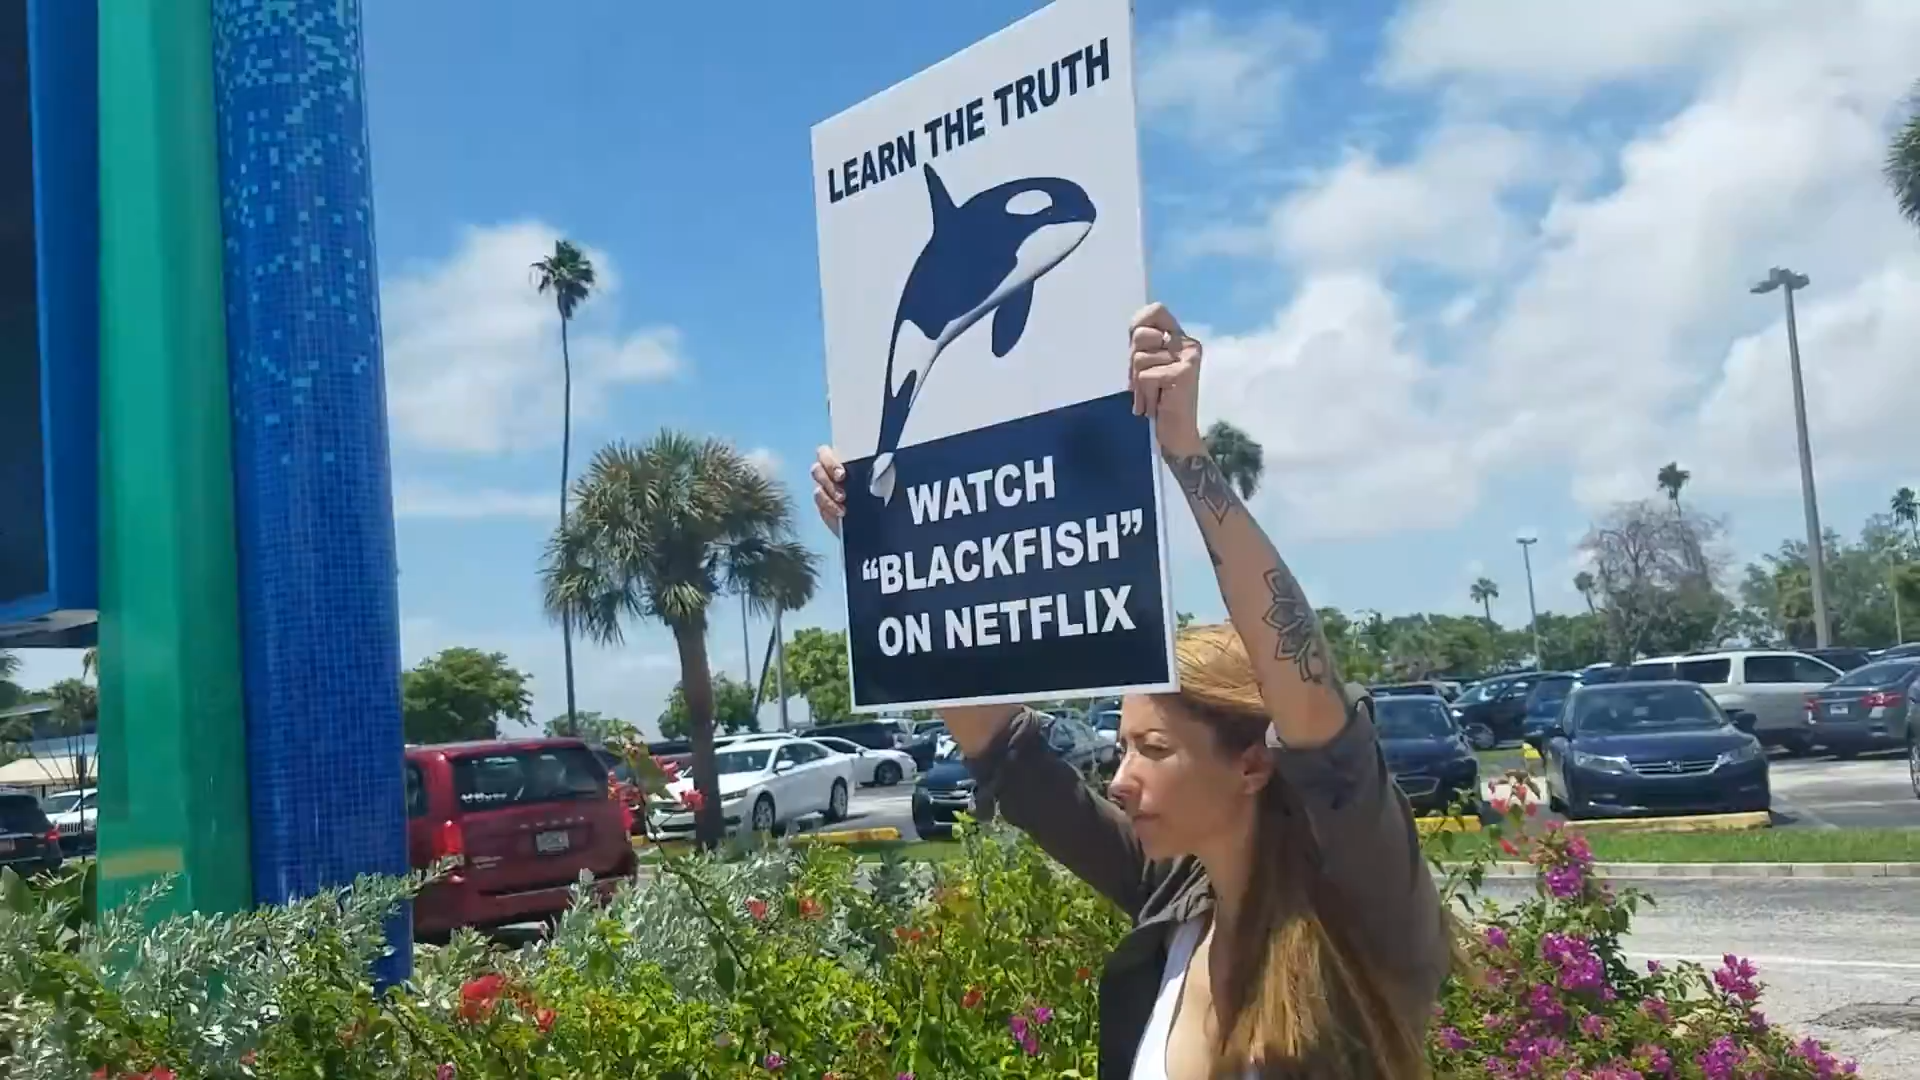 LEARN THE TRUTH
WATCH
“BLACKFISH”
ON NETFLIX